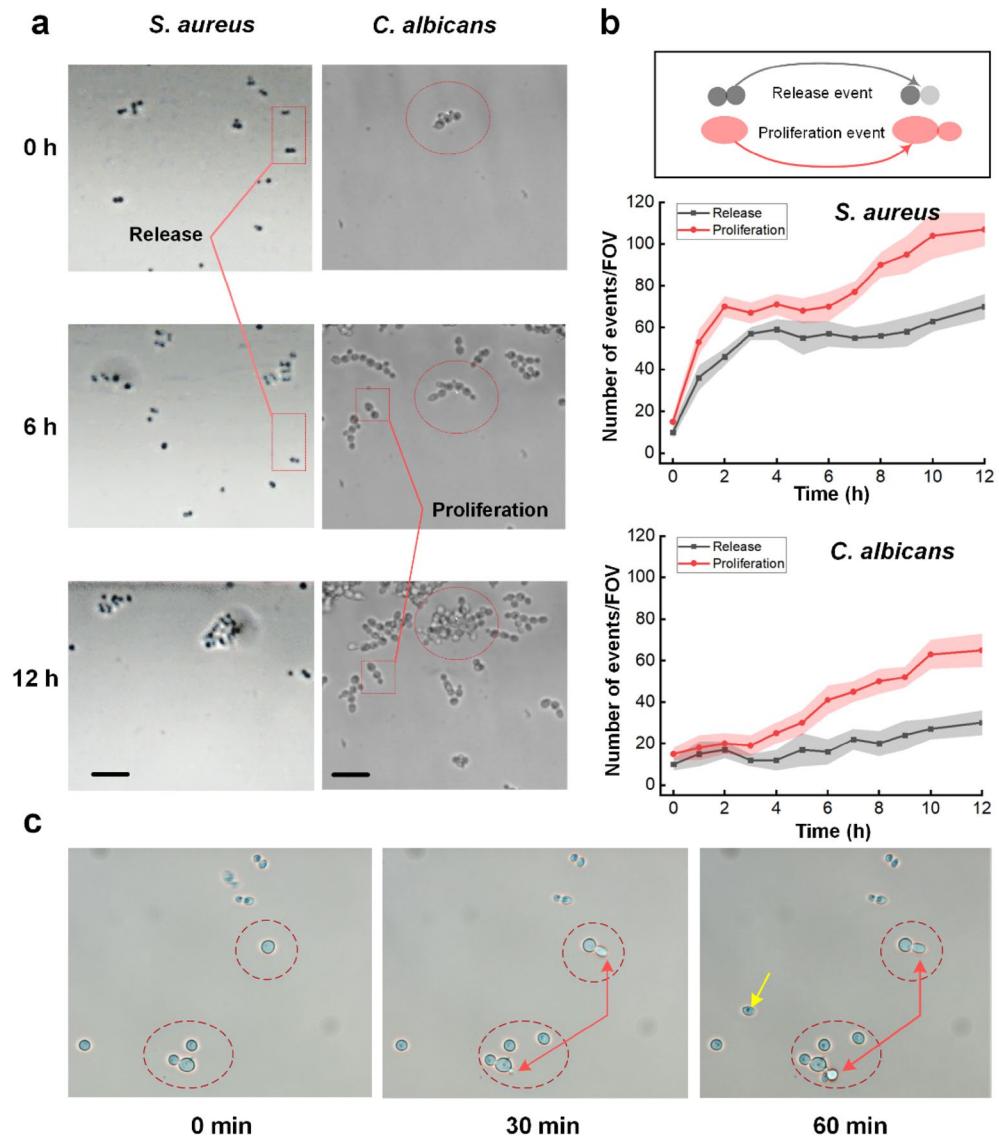 a
S. aureus
C. albicans
0 h
Release
6 h
Proliferation
12 h
b
Release event
Proliferation event
S. aureus
Release
Proliferation
Number of events/FOV
120
100
80
60
40
20
0
0 2 4 6 8 10 12
Time (h)
C. albicans
Release
Proliferation
Number of events/FOV
120
100
80
60
40
20
0
0 2 4 6 8 10 12
Time (h)
c
0 min
30 min
60 min